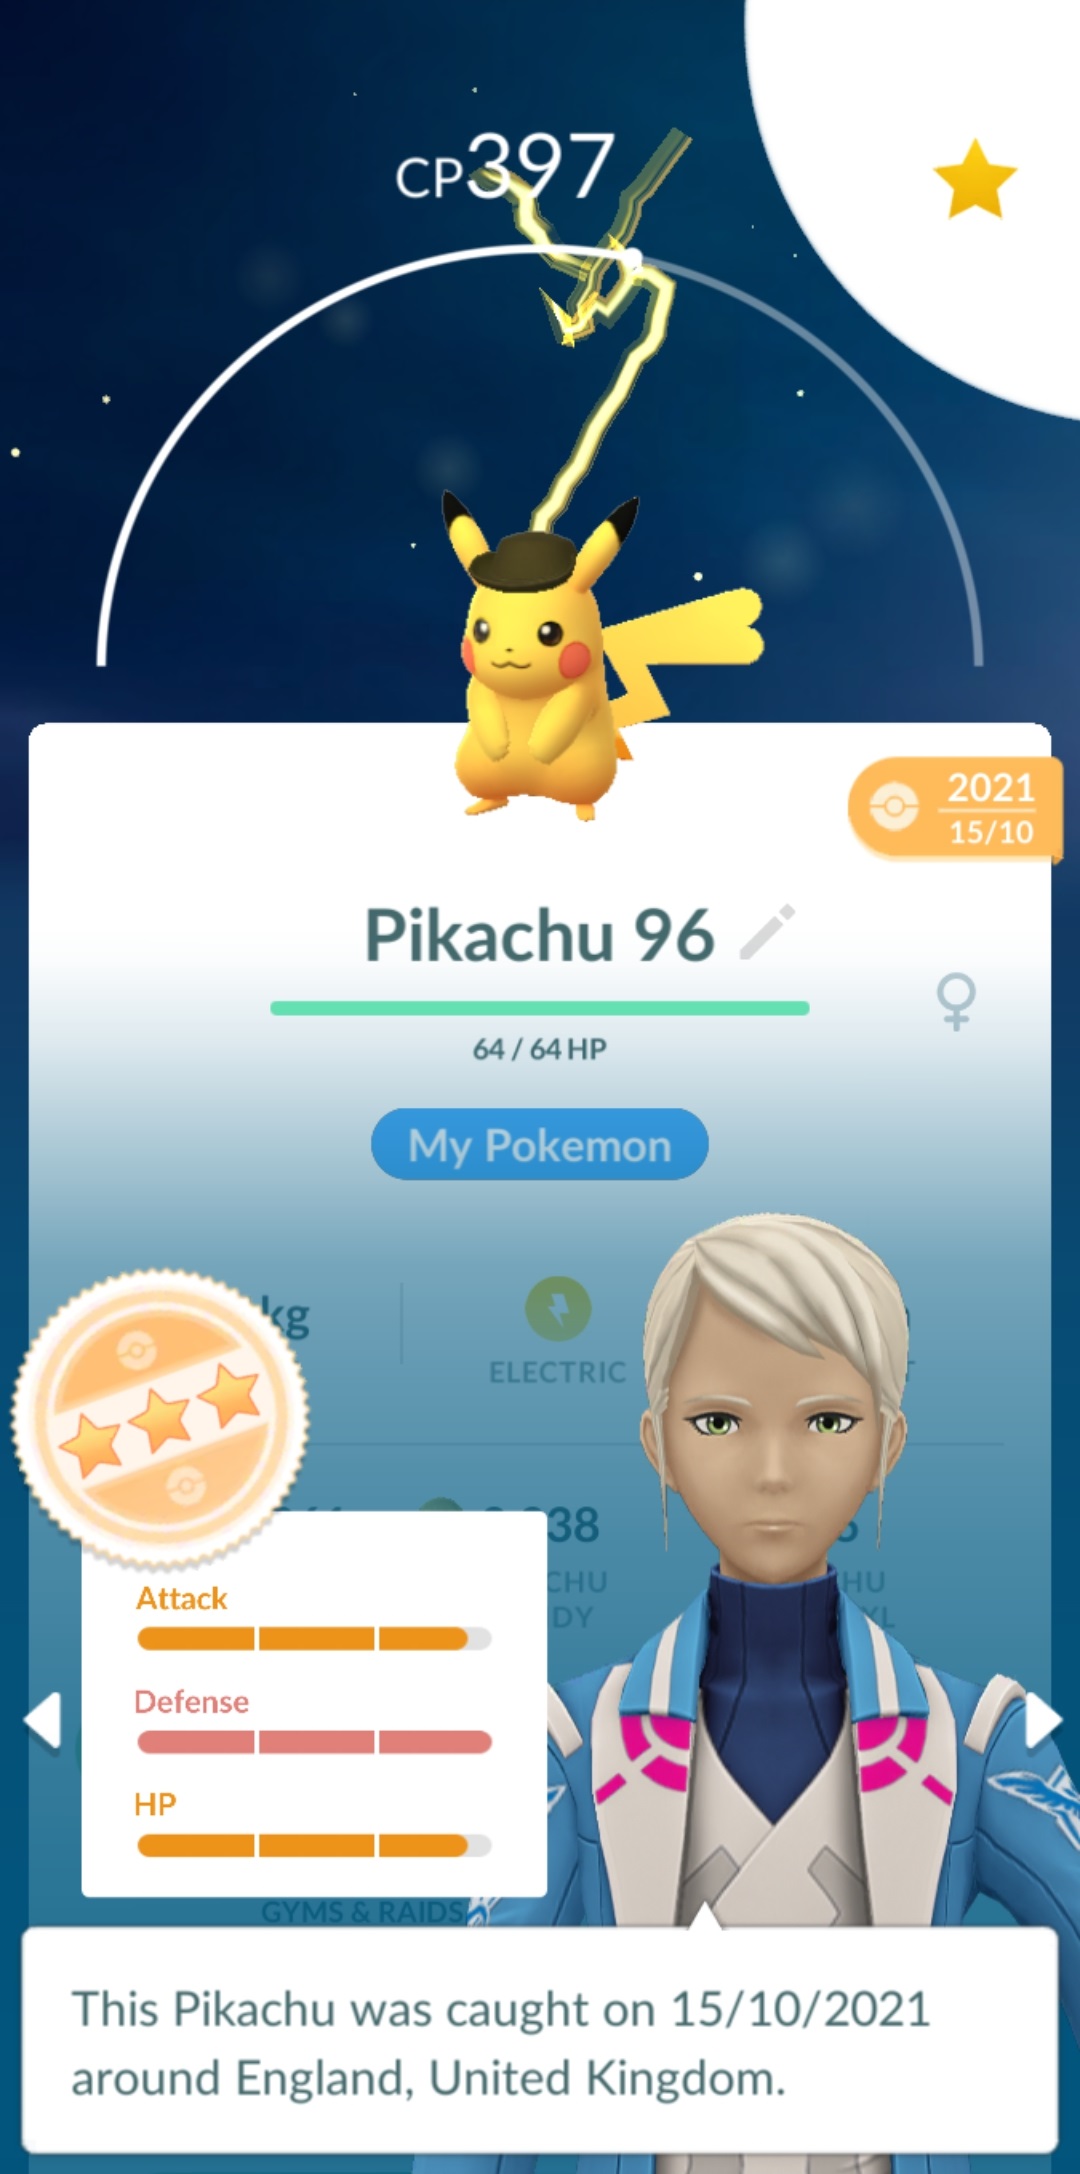 CP397
2021
15/10
Pikachu 96
64 / 64 HP
My Pokemon
kg
ELECTRIC
38
CHU
HU
DY
XL
Attack
Defense
HP
GYMS & RAIDS
This Pikachu was caught on 15/10/2021
around England, United Kingdom.